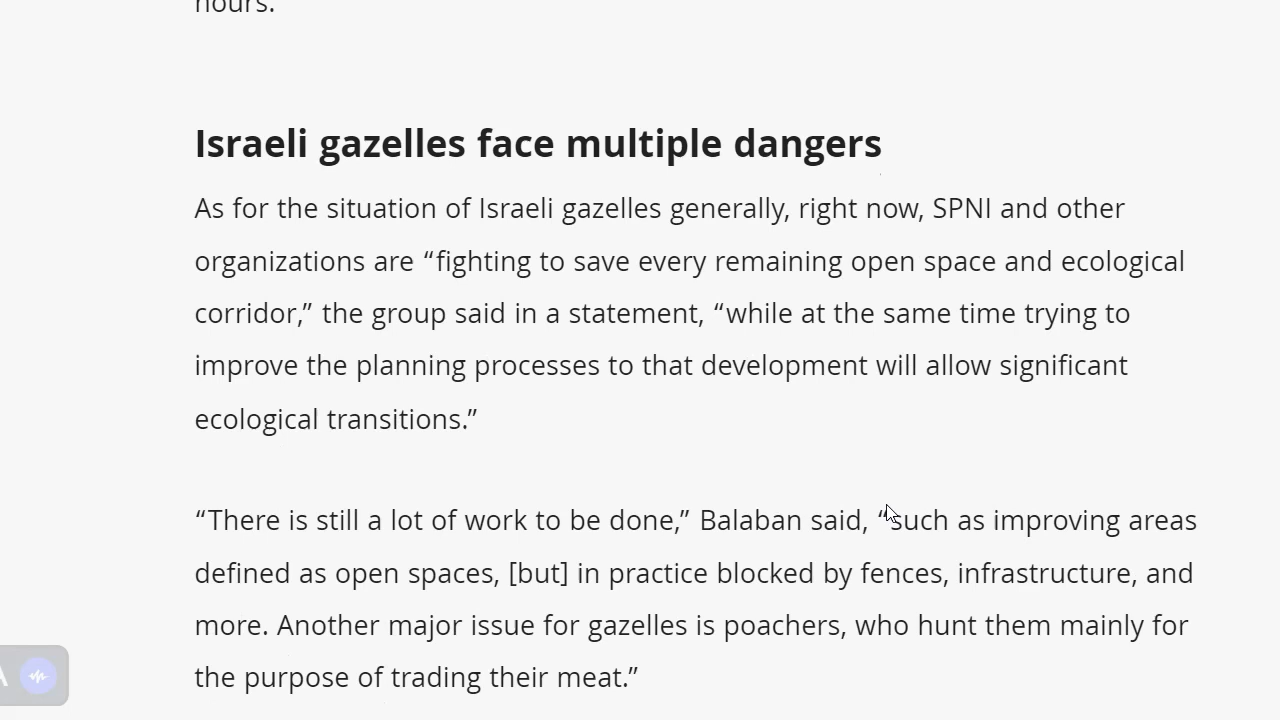 hours.
Israeli gazelles face multiple dangers
As for the situation of Israeli gazelles generally, right now, SPNI and other
organizations are “fighting to save every remaining open space and ecological
corridor,” the group said in a statement, “while at the same time trying to
improve the planning processes to that development will allow significant
ecological transitions.”
“There is still a lot of work to be done,” Balaban said, “such as improving areas
defined as open spaces, [but] in practice blocked by fences, infrastructure, and
more. Another major issue for gazelles is poachers, who hunt them mainly for
the purpose of trading their meat.”
A